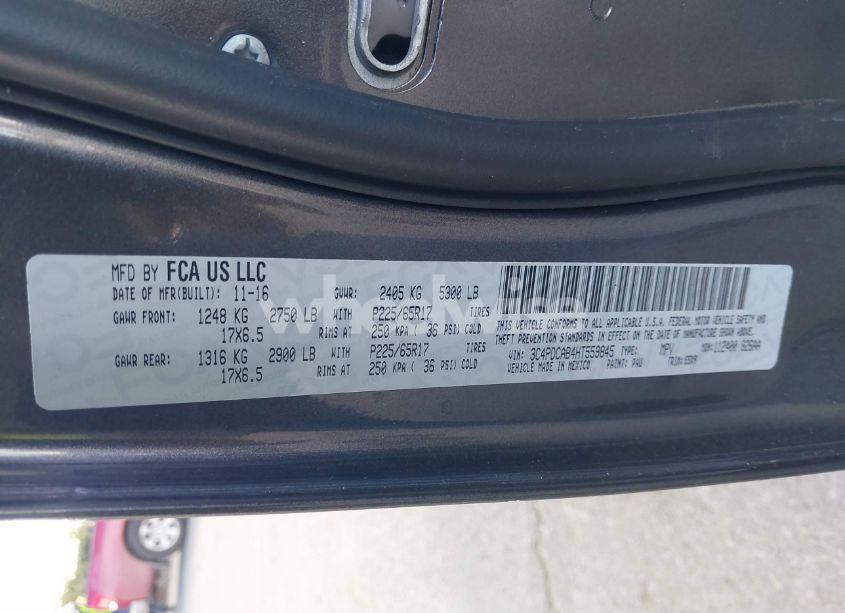 MFD BY FCA US LLC
DATE OF MFR(BUILT): 11-16 GVWR: 2405 KG 5300 LB
GAWR FRONT: 1248 KG 2750 LB WITH P225/65R17 TIRES
17X6.5 RIMS AT 250 KPA ( 36 PSI) COLD
GAWR REAR: 1316 KG 2900 LB WITH P225/65R17 TIRES
17X6.5 RIMS AT 250 KPA ( 36 PSI) COLD
THIS VEHICLE CONFORMS TO ALL APPLICABLE U.S.A. FEDERAL MOTOR VEHICLE SAFETY AND
THEFT PREVENTION STANDARDS IN EFFECT ON THE DATE OF MANUFACTURE SHOWN ABOVE.
VIN: 3C4PDCAB4HT559845 TYPE: MPV MDH:
VEHICLE MADE IN MEXICO PAINT: PAU TRIM: